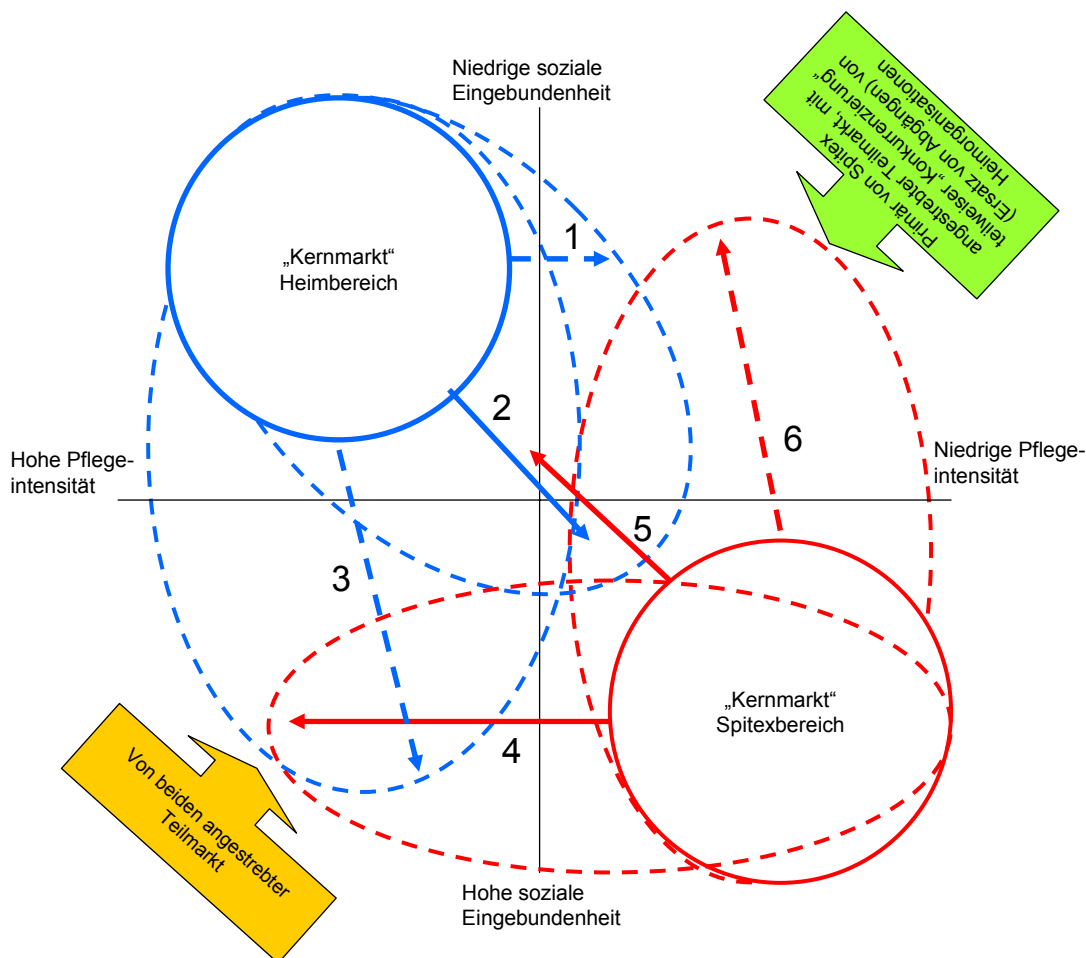 Niedrige soziale
Eingebundenheit
Primär von Spitex
angestrebter Teilmarkt, mit
teilweiser „Konkurrenzierung“
(Ersatz von Abgängen) von
Heimorganisationen
1
„Kernmarkt“
Heimbereich
2
6
Hohe Pflege-
intensität
Niedrige Pflege-
intensität
5
3
„Kernmarkt“
Spitexbereich
4
Von beiden angestrebter
Teilmarkt
Hohe soziale
Eingebundenheit